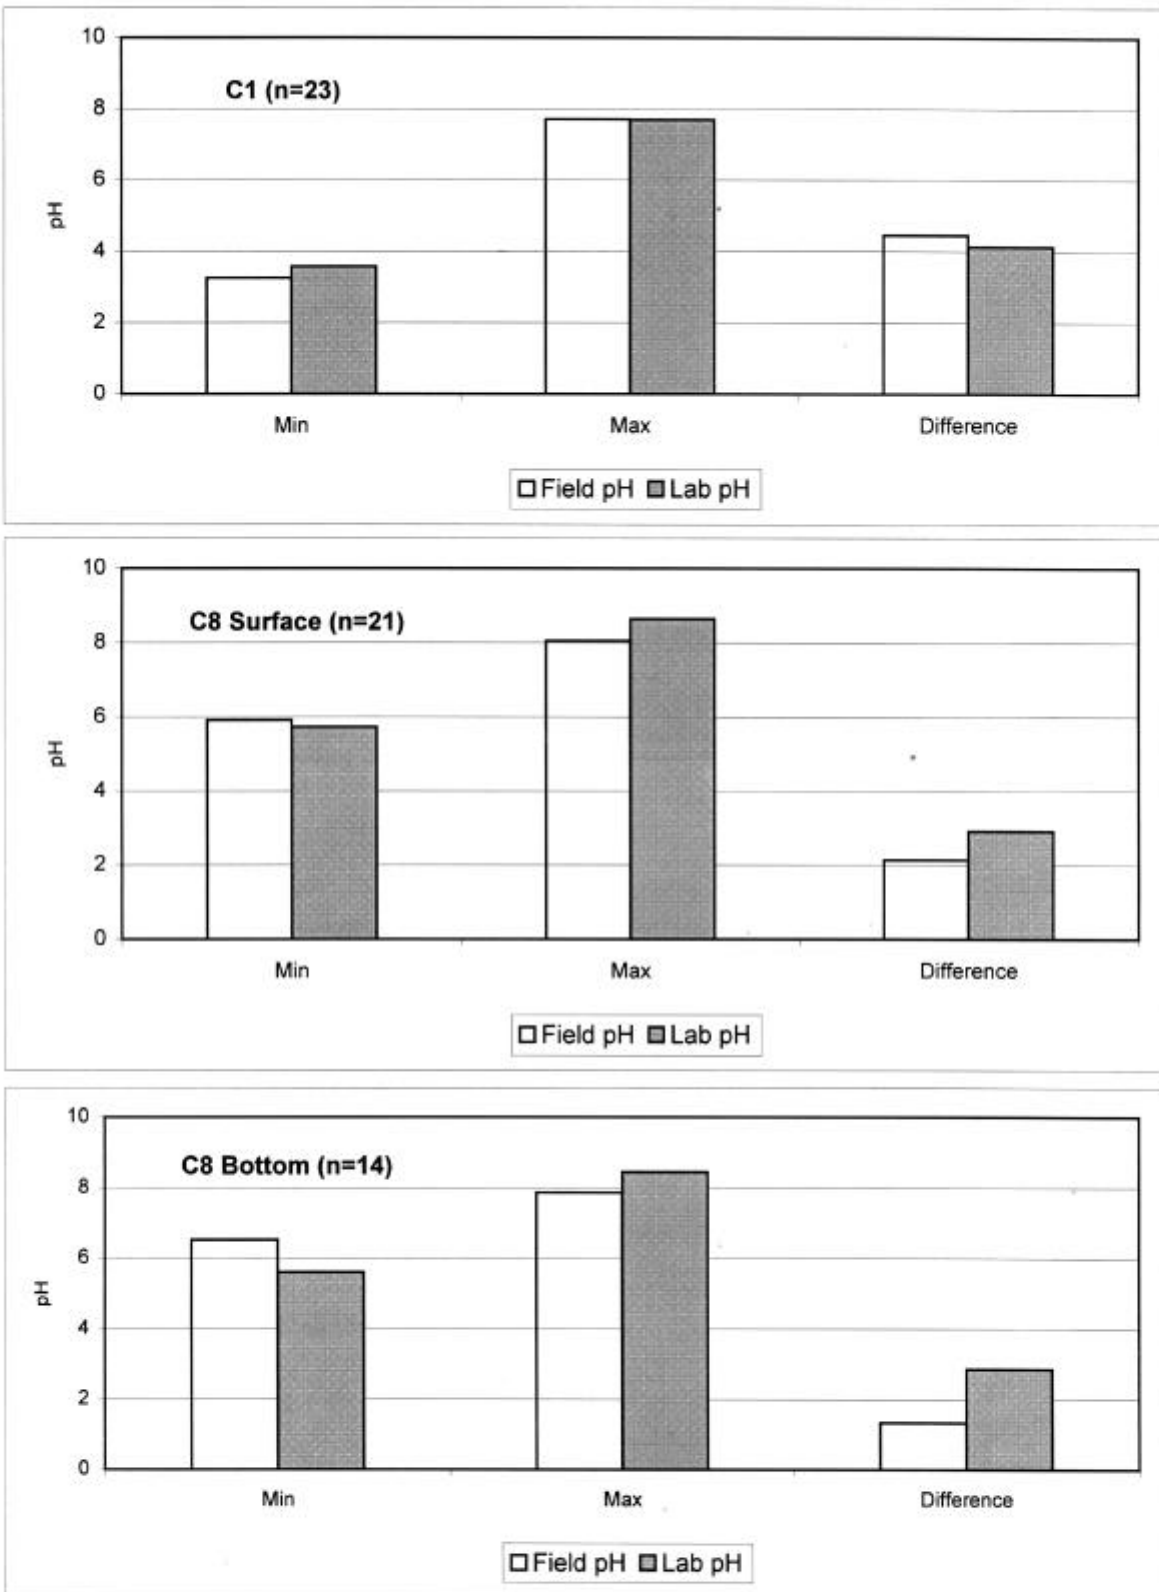 10
C1 (n=23)
8
6
pH
4
2
0
Min Max Difference
Field pH Lab pH
10
C8 Surface (n=21)
8
6
pH
4
2
0
Min Max Difference
Field pH Lab pH
10
C8 Bottom (n=14)
8
6
pH
4
2
0
Min Max Difference
Field pH Lab pH